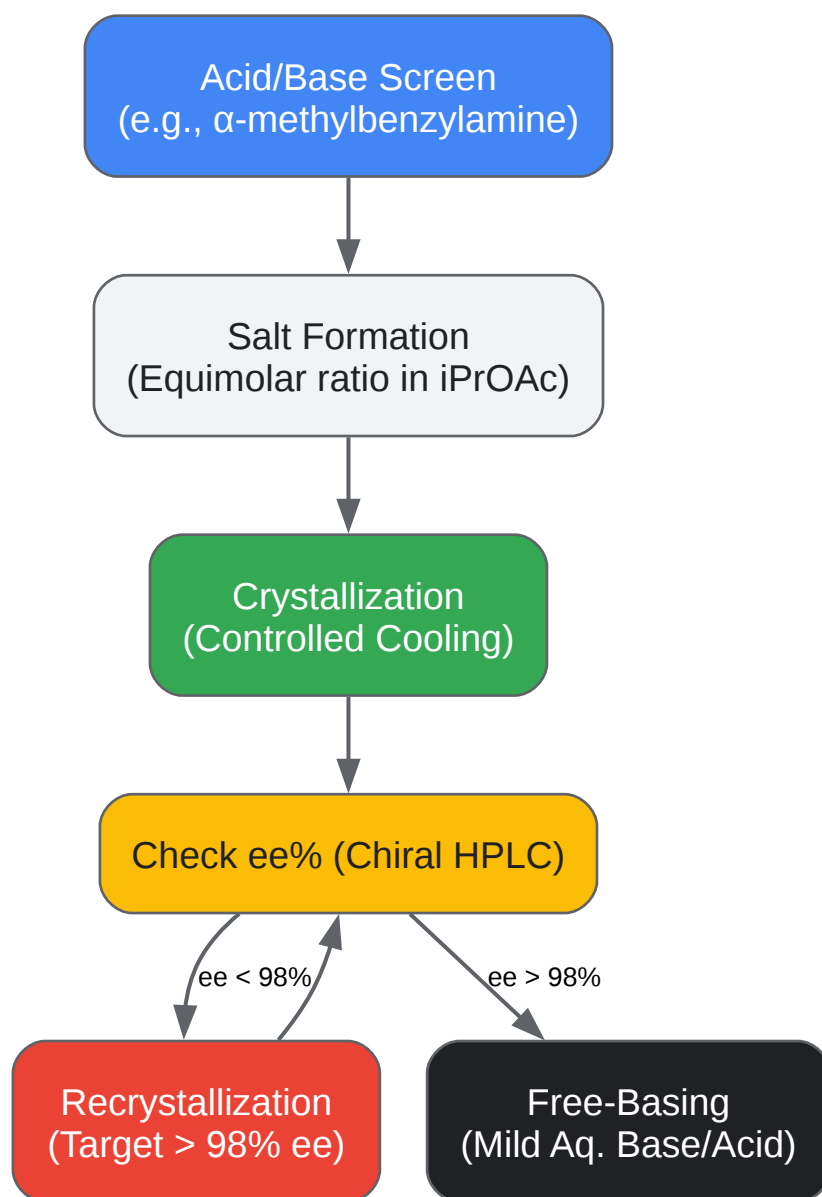 Acid/Base Screen
(e.g., α-methylbenzylamine)
Salt Formation
(Equimolar ratio in iPrOAc)
Crystallization
(Controlled Cooling)
Check ee% (Chiral HPLC)
ee < 98%
ee > 98%
Recrystallization
(Target > 98% ee)
Free-Basing
(Mild Aq. Base/Acid)